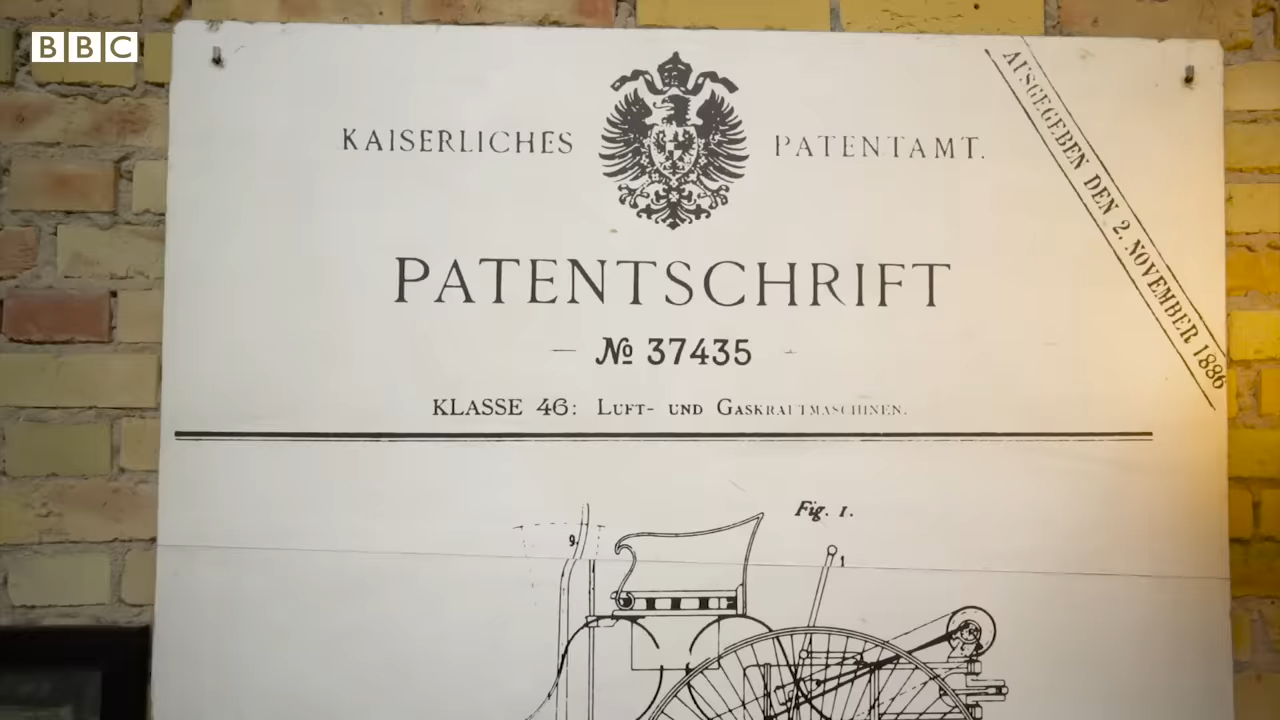 BBC
KAISERLICHES PATENTAMT.
AUSGEGEBEN DEN 2. NOVEMBER 1886
PATENTSCHRIFT
— № 37435 —
KLASSE 46: LUFT- UND GASKRAFTMASCHINEN.
Fig. 1.
9
1